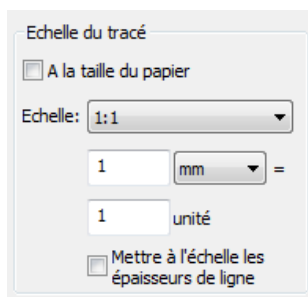 Echelle du tracé
A la taille du papier
Echelle: 1:1
1 mm =
1 unité
Mettre à l'échelle les
épaisseurs de ligne